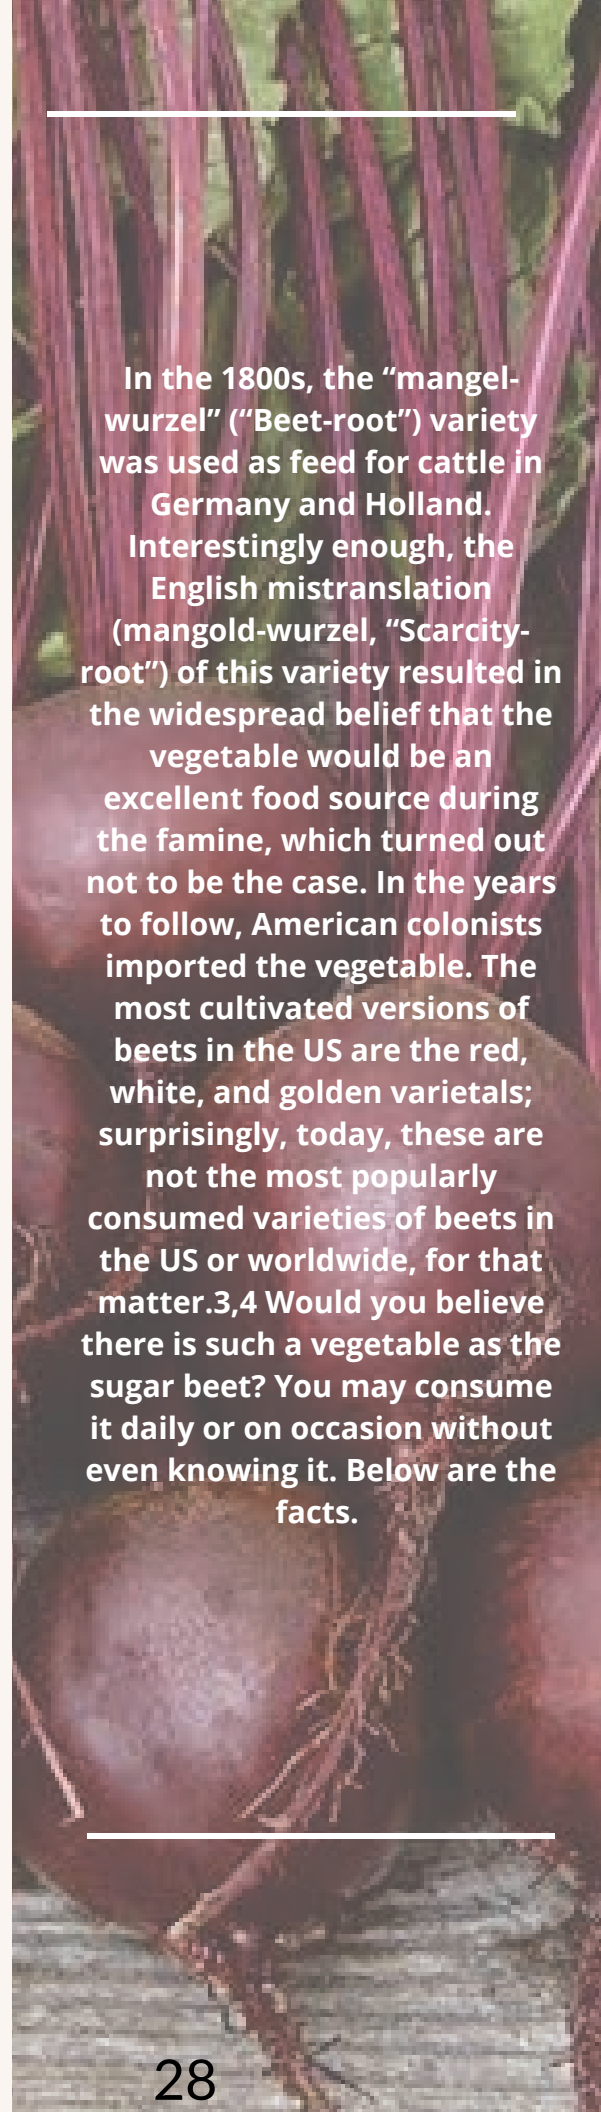 In the 1800s, the “mangel-
wurzel” (“Beet-root”) variety
was used as feed for cattle in
Germany and Holland.
Interestingly enough, the
English mistranslation
(mangold-wurzel, “Scarcity-
root”) of this variety resulted in
the widespread belief that the
vegetable would be an
excellent food source during
the famine, which turned out
not to be the case. In the years
to follow, American colonists
imported the vegetable. The
most cultivated versions of
beets in the US are the red,
white, and golden varietals;
surprisingly, today, these are
not the most popularly
consumed varieties of beets in
the US or worldwide, for that
matter.3,4 Would you believe
there is such a vegetable as the
sugar beet? You may consume
it daily or on occasion without
even knowing it. Below are the
facts.
28